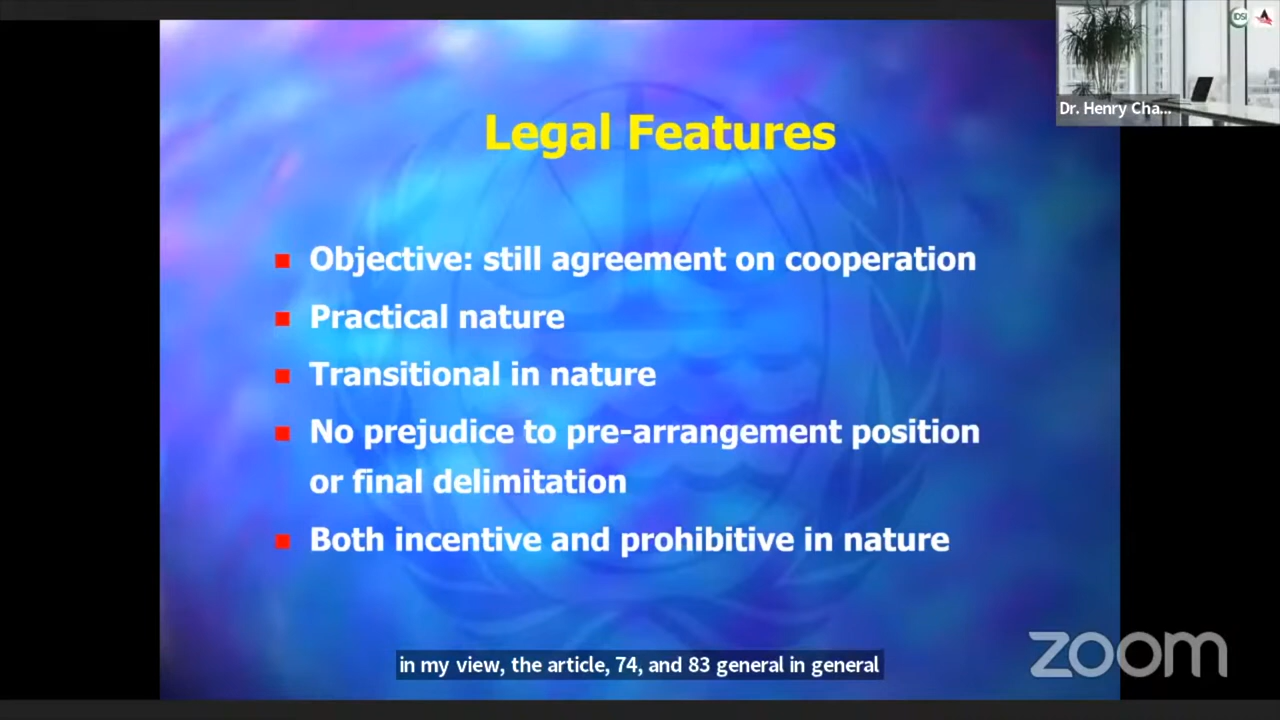 Dr. Henry Cha...
Legal Features
Objective: still agreement on cooperation
Practical nature
Transitional in nature
No prejudice to pre-arrangement position
or final delimitation
Both incentive and prohibitive in nature
in my view, the article, 74, and 83 general in general
zoom